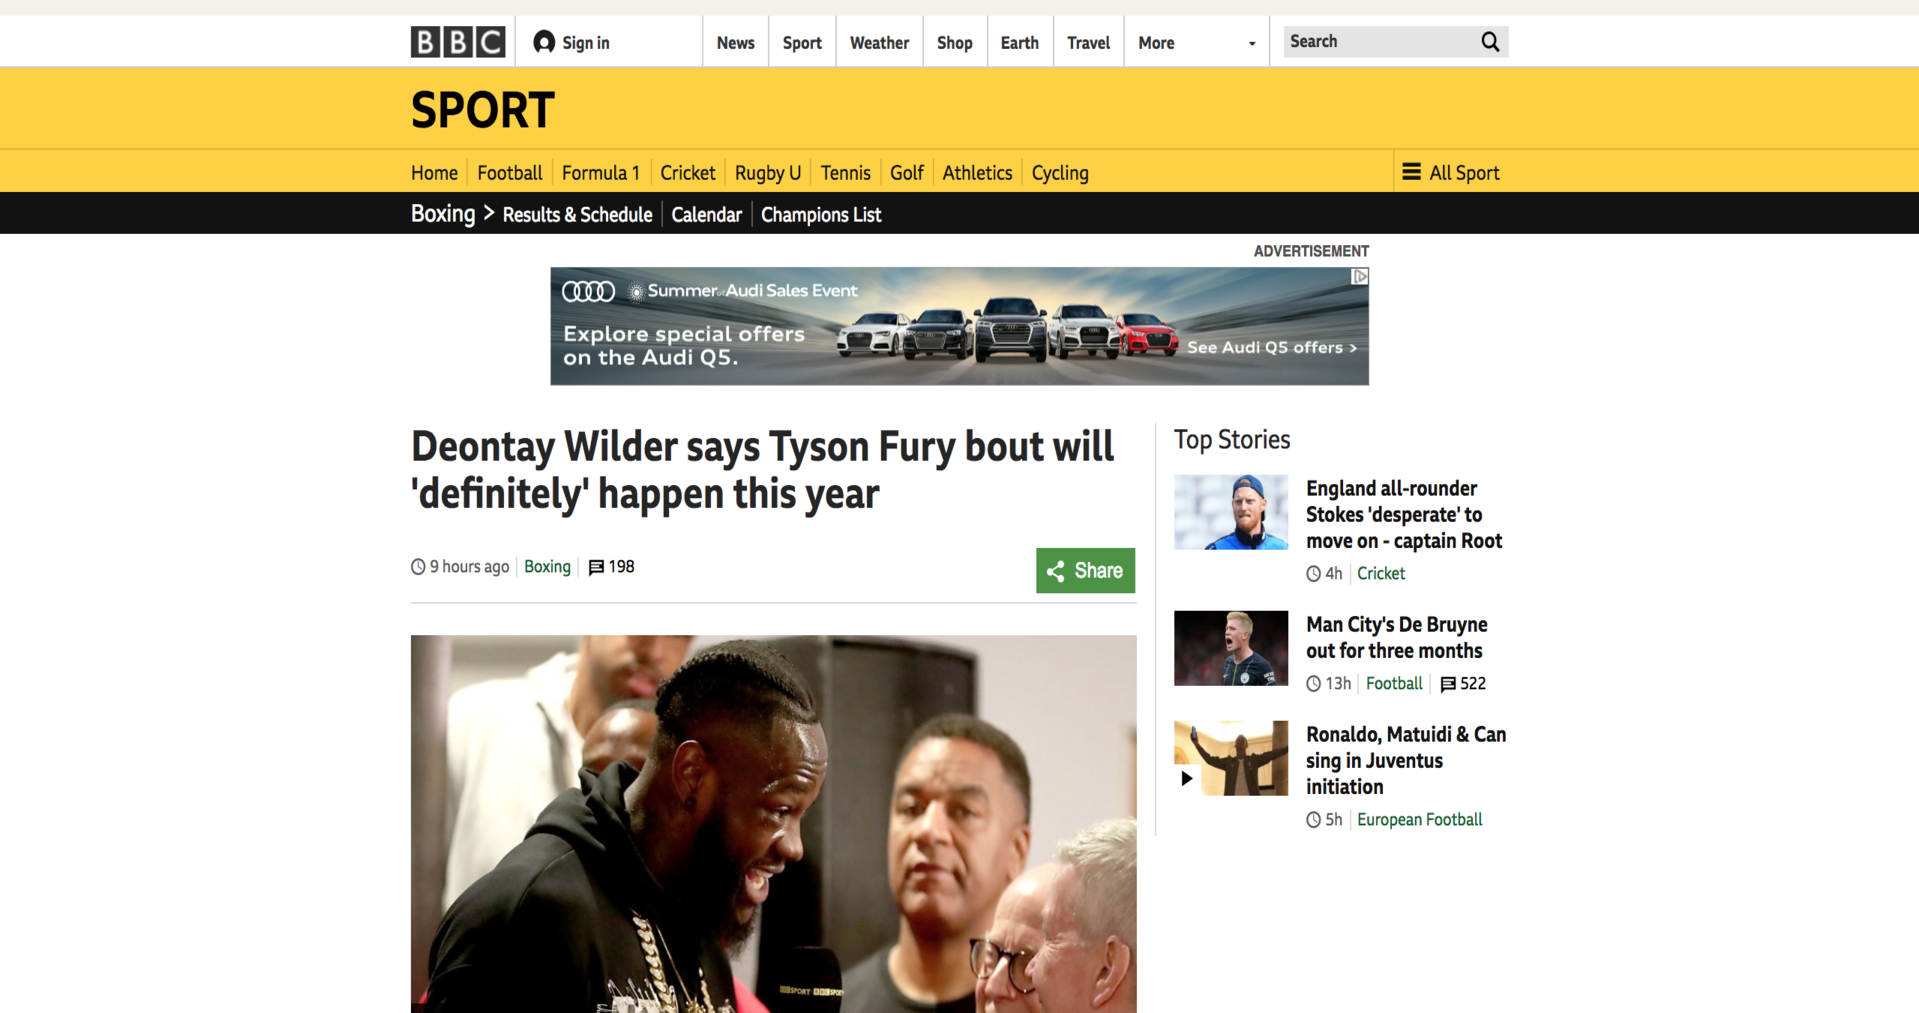 BBC
Sign in
News
Sport
Weather
Shop
Earth
Travel
More
Search
SPORT
Home
Football
Formula 1
Cricket
Rugby U
Tennis
Golf
Athletics
Cycling
All Sport
Boxing
Results & Schedule
Calendar
Champions List
ADVERTISEMENT
Summer of Audi Sales Event
Explore special offers
on the Audi Q5.
See Audi Q5 offers >
Deontay Wilder says Tyson Fury bout will
'definitely' happen this year
9 hours ago
Boxing
198
Share
BBC SPORT
Top Stories
England all-rounder
Stokes 'desperate' to
move on - captain Root
4h
Cricket
Man City's De Bruyne
out for three months
13h
Football
522
Ronaldo, Matuidi & Can
sing in Juventus
initiation
5h
European Football